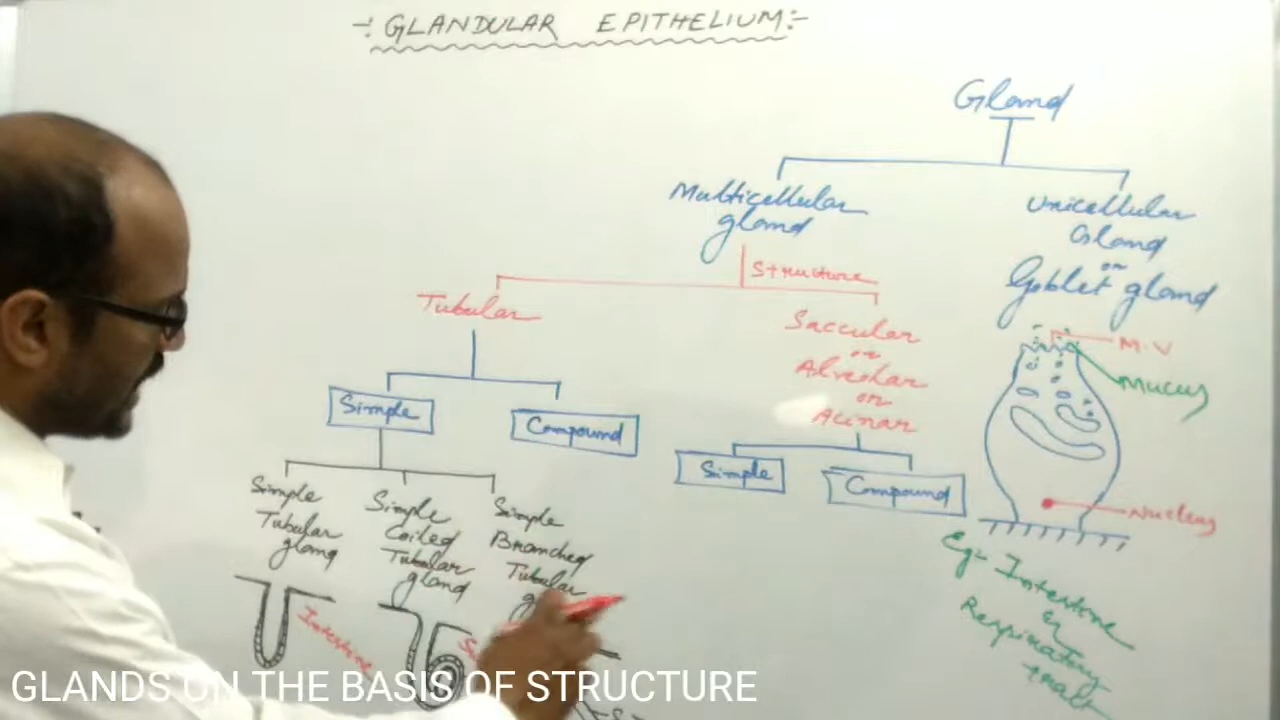 -: GLANDULAR EPITHELIUM:-
Gland
Multicellular
gland
Unicellular
Gland
or
Goblet gland
Structure
Tubular
Saccular
or
Alveolar
or
Acinar
M.V
Mucus
Nucleus
Simple
Compound
Simple
Compound
Simple
Tubular
gland
Simple
Coiled
Tubular
gland
Simple
Branched
Tubular
Intestine
Eg- Intestine
&
Respiratory
tract
GLANDS ON THE BASIS OF STRUCTURE